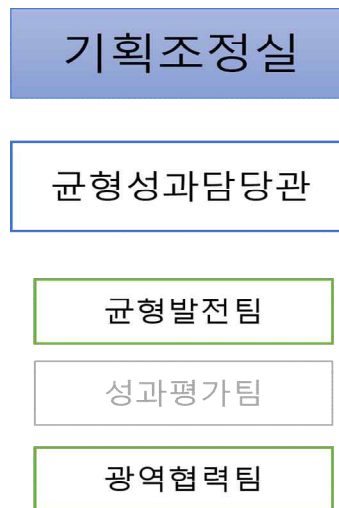 기획조정실
균형성과담당관
균형발전팀
성과평가팀
광역협력팀